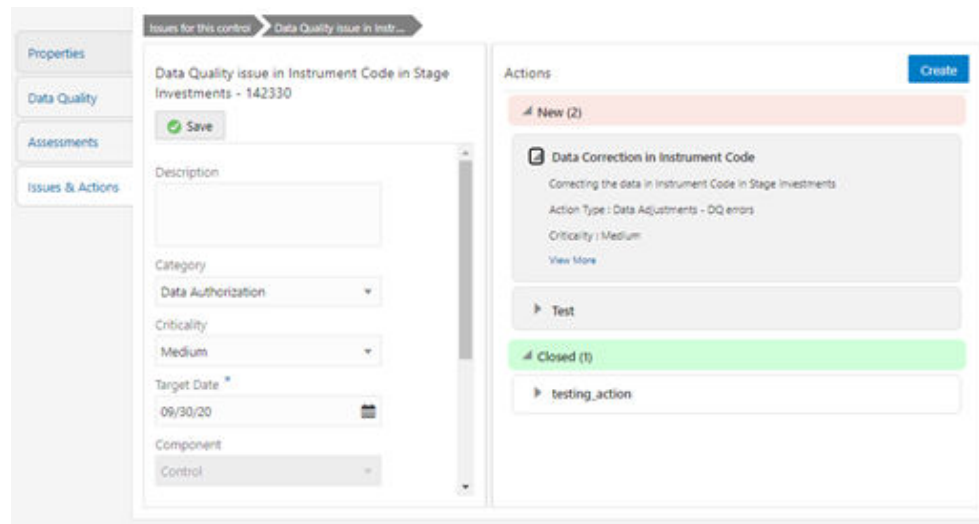 Issues for this control
Data Quality issue in Instr...
Properties
Data Quality
Assessments
Issues & Actions
Data Quality issue in Instrument Code in Stage
Investments - 142330
Save
Description
Category
Data Authorization
Criticality
Medium
Target Date *
09/30/20
Component
Control
Actions
Create
New (2)
Data Correction in Instrument Code
Correcting the data in Instrument Code in Stage Investments
Action Type : Data Adjustments - DQ errors
Criticality : Medium
View More
Test
Closed (1)
testing_action